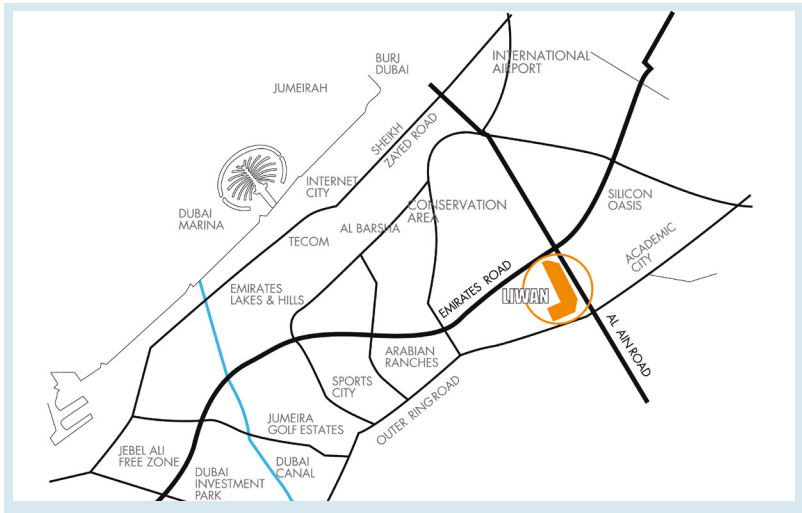 BURJ
DUBAI
INTERNATIONAL
AIRPORT
JUMEIRAH
SHEIKH
ZAYED ROAD
INTERNET
CITY
CONSERVATION
AREA
SILICON
OASIS
DUBAI
MARINA
AL BARSHA
TECOM
ACADEMIC
CITY
EMIRATES
LAKES & HILLS
EMIRATES ROAD
LIWAN
AL AIN ROAD
ARABIAN
RANCHES
SPORTS
CITY
OUTER RING ROAD
JUMEIRA
GOLF ESTATES
JEBEL ALI
FREE ZONE
DUBAI
CANAL
DUBAI
INVESTMENT
PARK